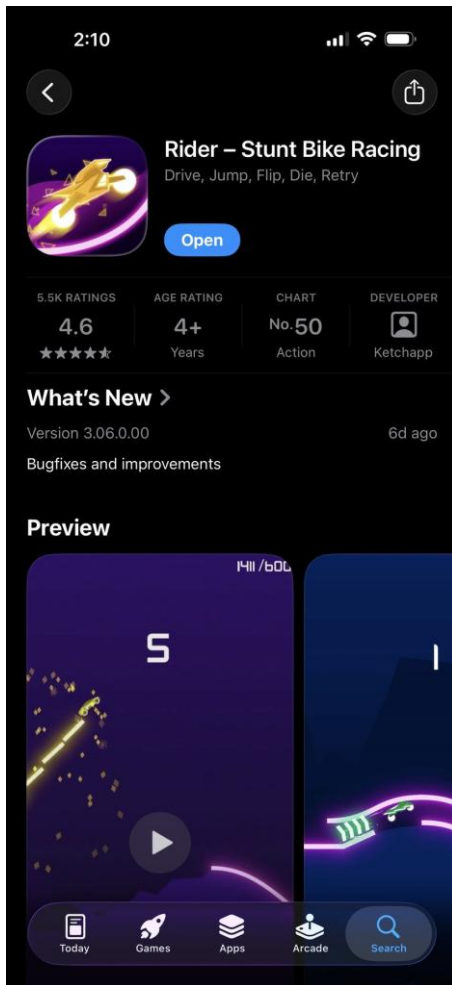 2:10
Rider – Stunt Bike Racing
Drive, Jump, Flip, Die, Retry
Open
5.5K RATINGS
4.6
AGE RATING
4+
Years
CHART
No.50
Action
DEVELOPER
Ketchapp
What's New
Version 3.06.0.00
6d ago
Bugfixes and improvements
Preview
1411/600
5
1
Today
Games
Apps
Arcade
Search